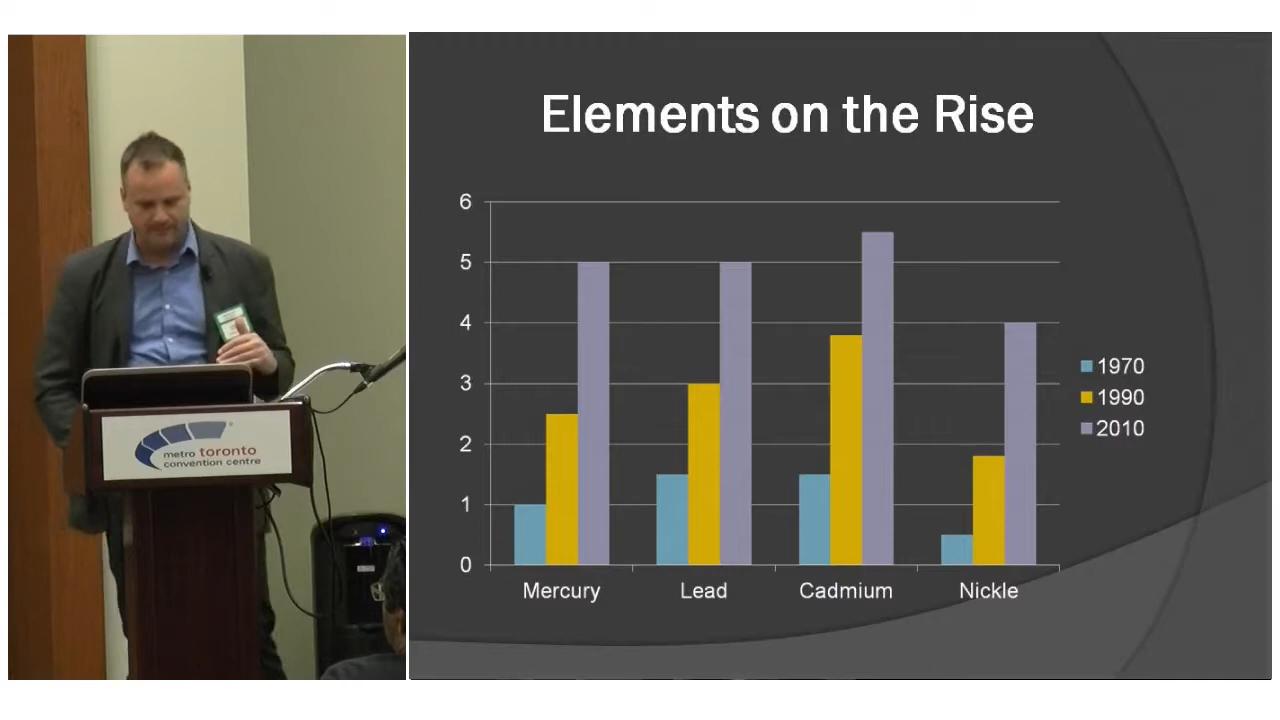 metro toronto
convention centre
Elements on the Rise
6
5
4
3
2
1
0
Mercury Lead Cadmium Nickle
1970
1990
2010